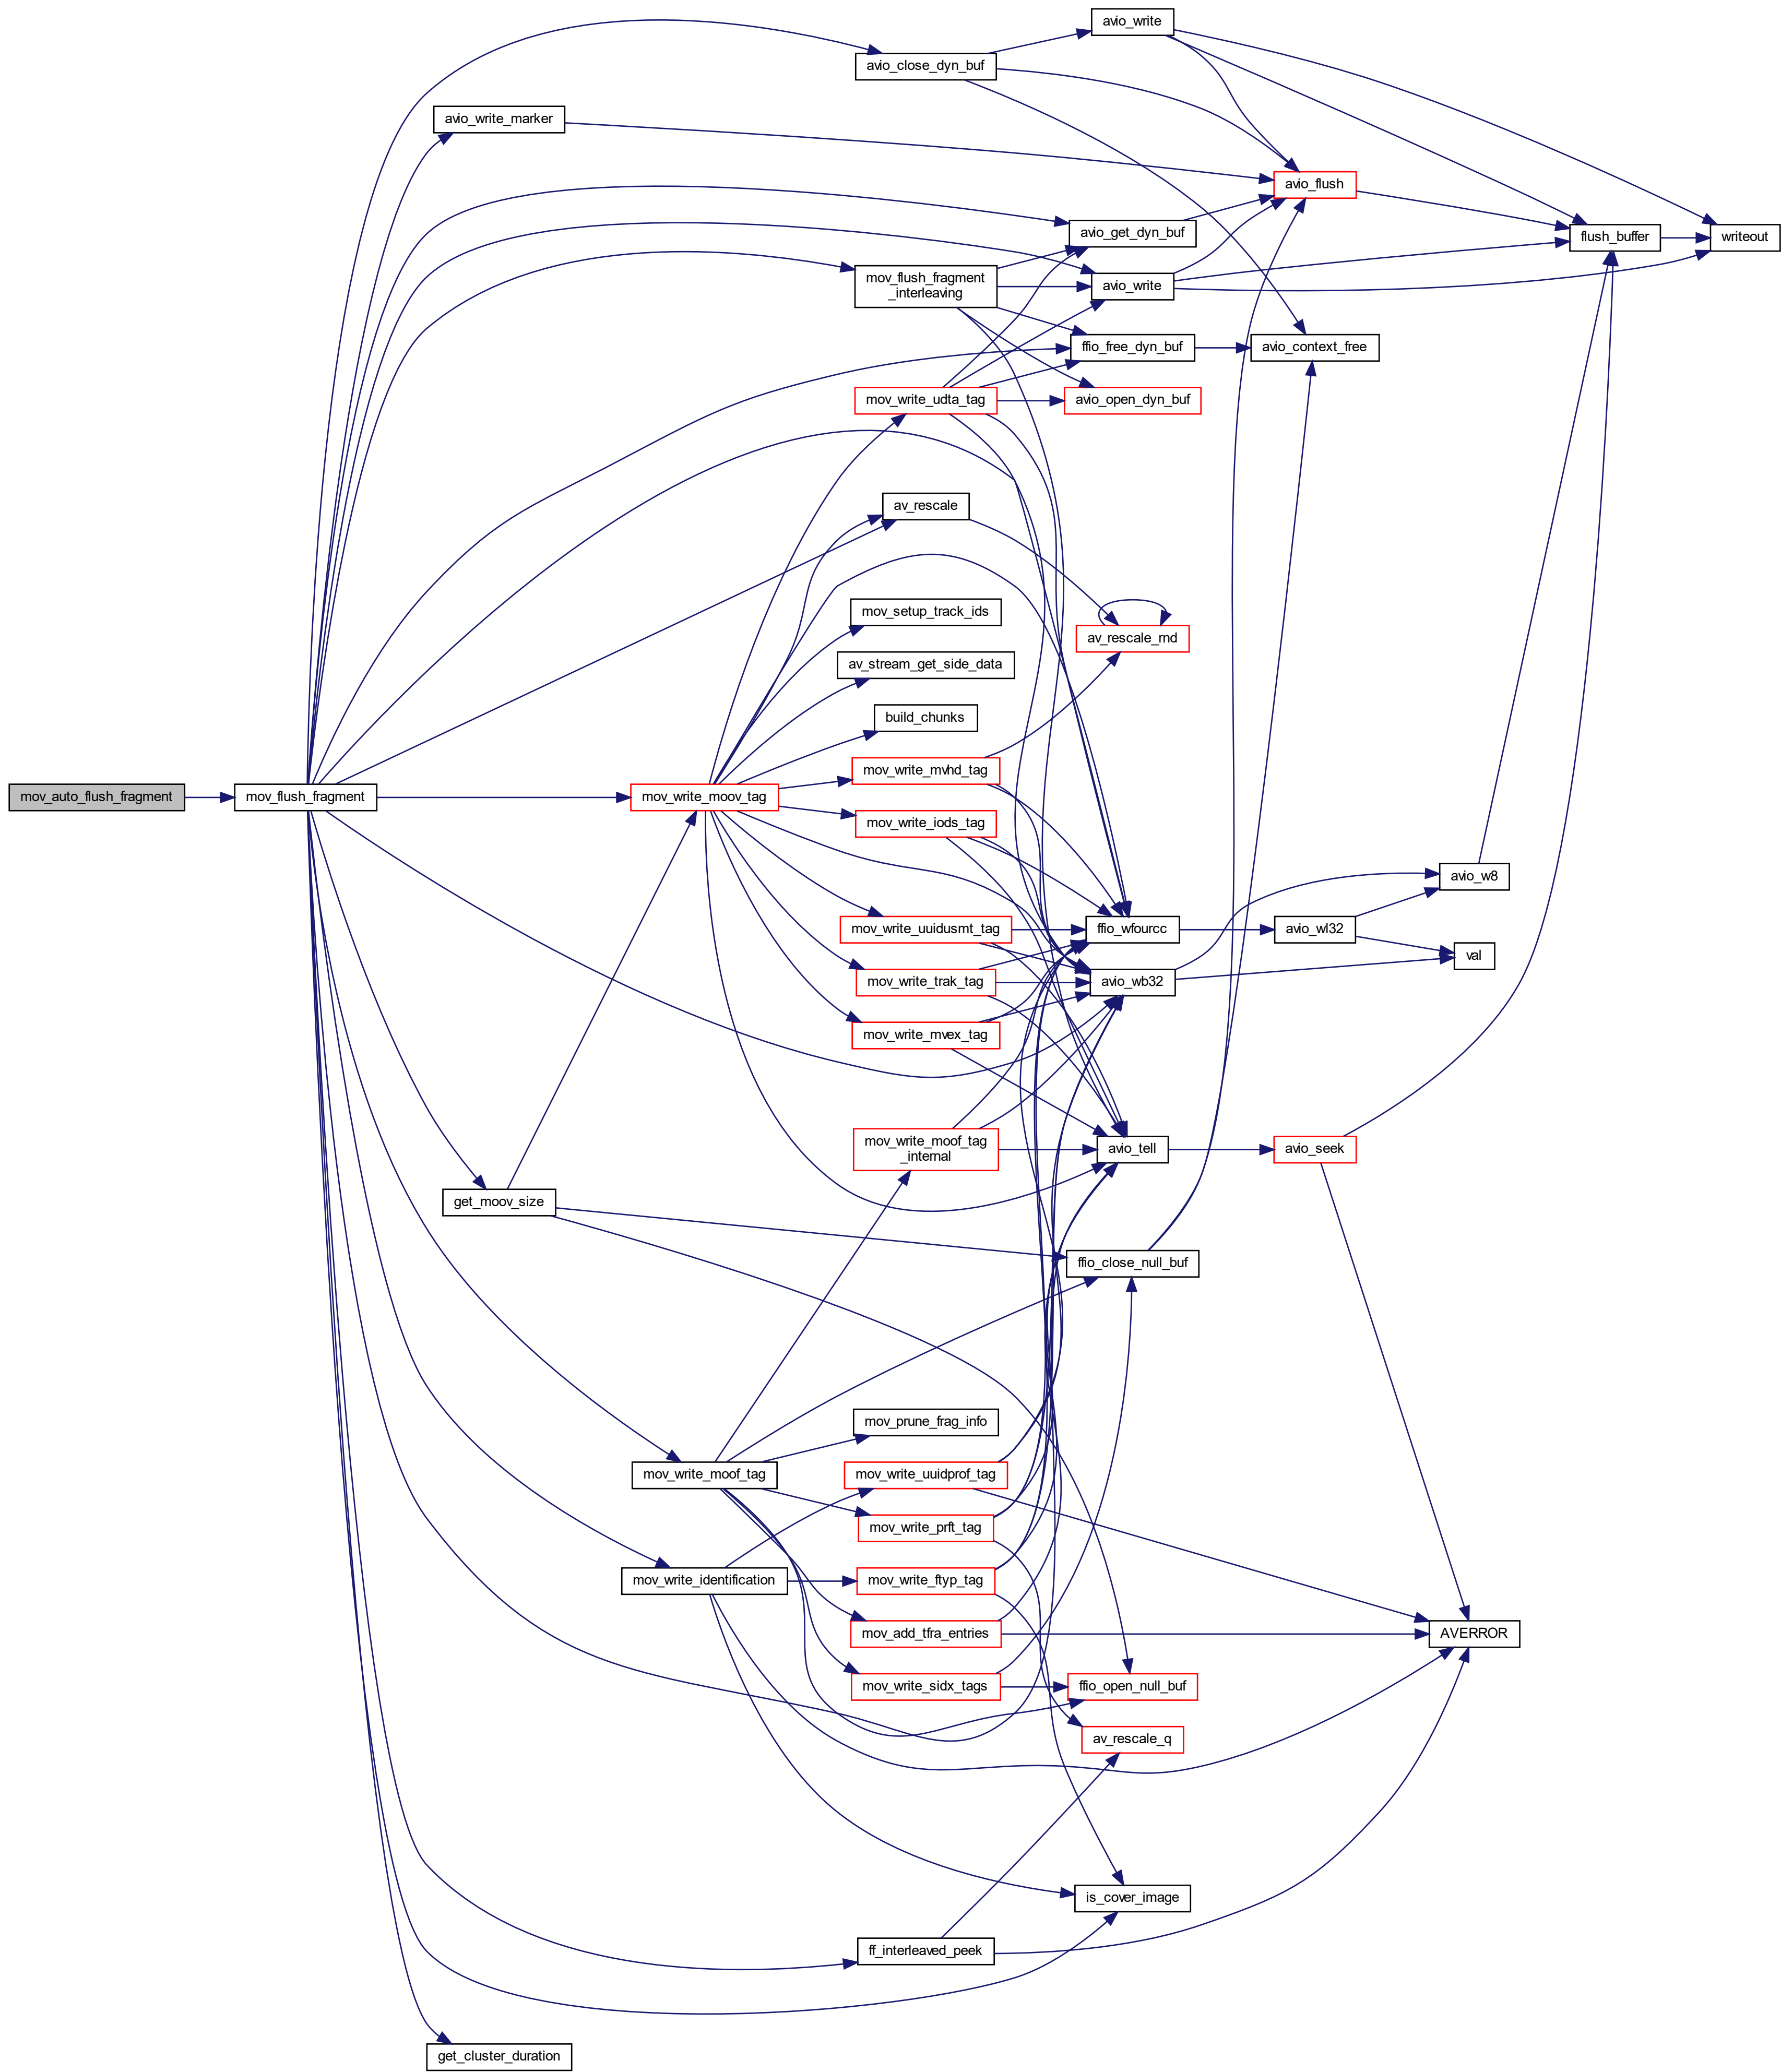 avio_write
avio_close_dyn_buf
avio_write_marker
avio_flush
avio_get_dyn_buf
flush_buffer
writeout
mov_flush_fragment
_interleaving
avio_write
ffio_free_dyn_buf
avio_context_free
mov_write_udta_tag
avio_open_dyn_buf
av_rescale
mov_setup_track_ids
av_rescale_rnd
av_stream_get_side_data
build_chunks
mov_write_mvhd_tag
mov_auto_flush_fragment
mov_flush_fragment
mov_write_moov_tag
mov_write_iods_tag
avio_w8
mov_write_uuidusmt_tag
ffio_wfourcc
avio_wl32
val
mov_write_trak_tag
avio_wb32
mov_write_mvex_tag
mov_write_moof_tag
_internal
avio_tell
avio_seek
get_moov_size
ffio_close_null_buf
mov_prune_frag_info
mov_write_moof_tag
mov_write_uuidprof_tag
mov_write_prft_tag
mov_write_identification
mov_write_ftyp_tag
mov_add_tfra_entries
AVERROR
mov_write_sidx_tags
ffio_open_null_buf
av_rescale_q
is_cover_image
ff_interleaved_peek
get_cluster_duration